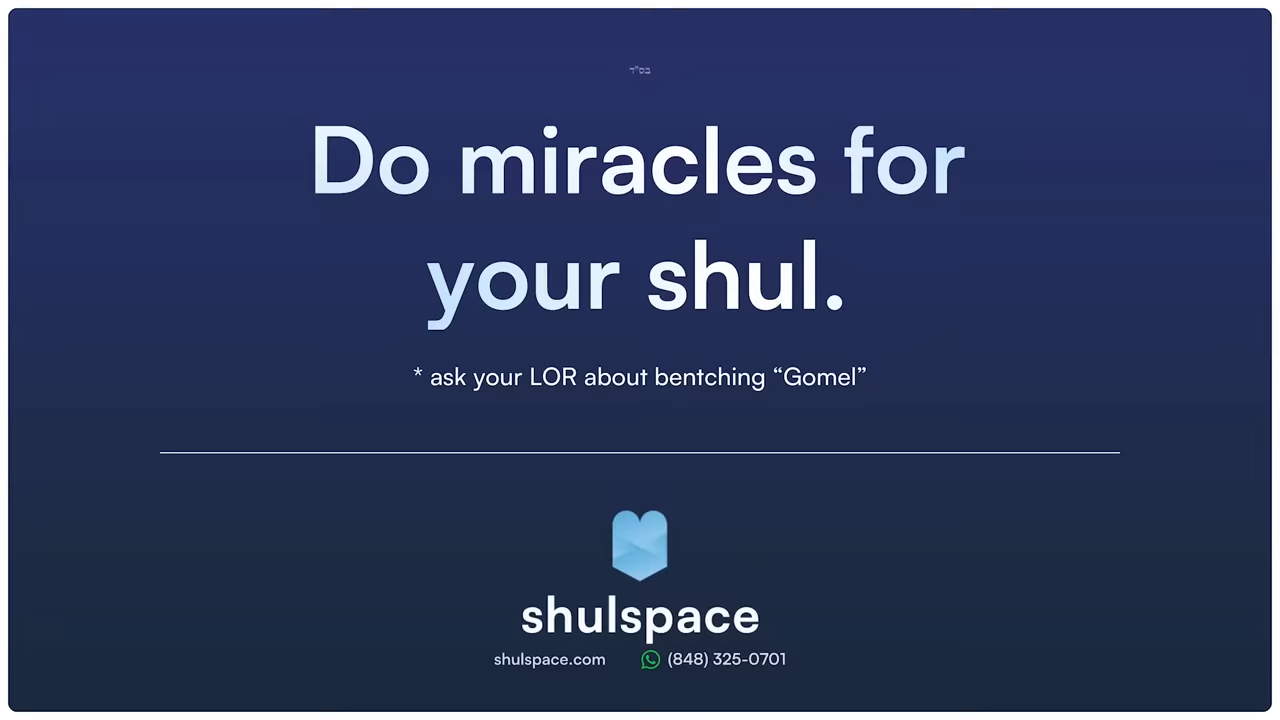 בס"ד
Do miracles for
your shul.
* ask your LOR about bentching “Gomel”
shulspace
shulspace.com (848) 325-0701